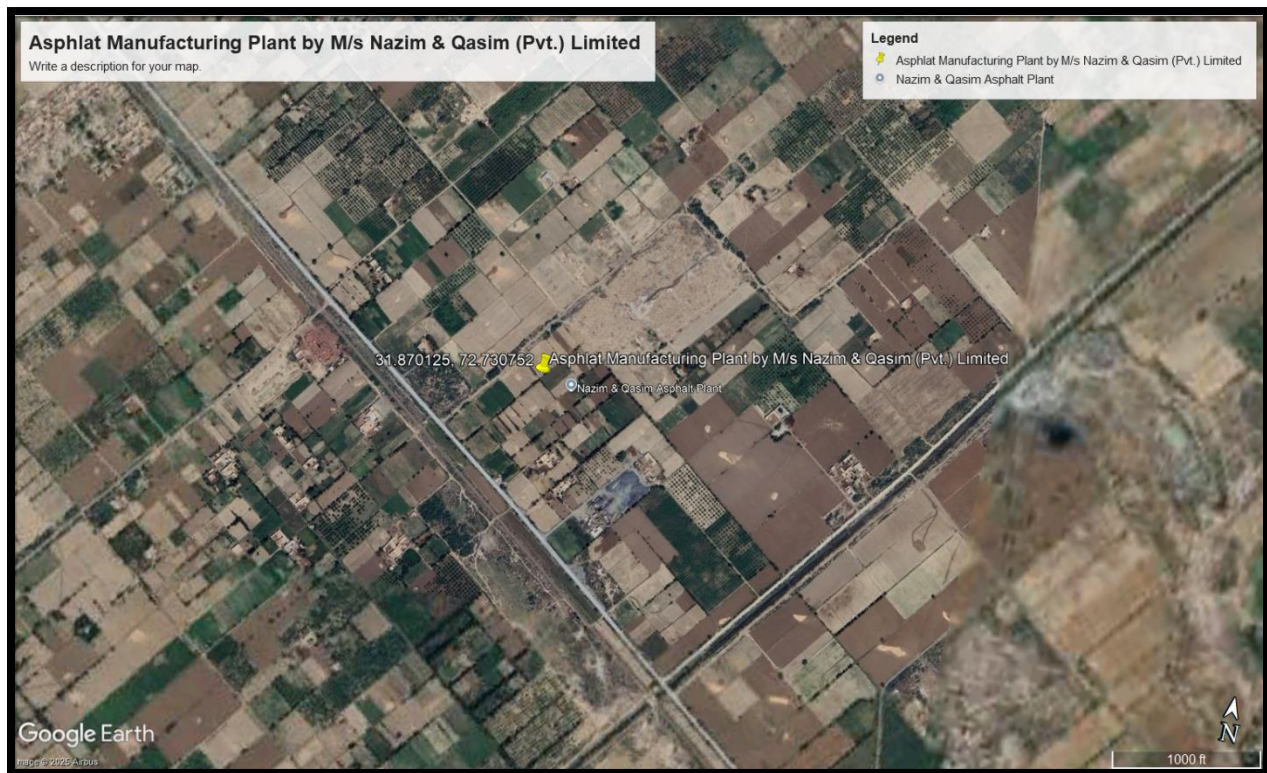 Asphlat Manufacturing Plant by M/s Nazim & Qasim (Pvt.) Limited
Write a description for your map.
Legend
Asphlat Manufacturing Plant by M/s Nazim & Qasim (Pvt.) Limited
Nazim & Qasim Asphalt Plant
31.870125, 72.730752
Asphlat Manufacturing Plant by M/s Nazim & Qasim (Pvt.) Limited
Nazim & Qasim Asphalt Plant
Google Earth
Image © 2025 Airbus
N
1000 ft